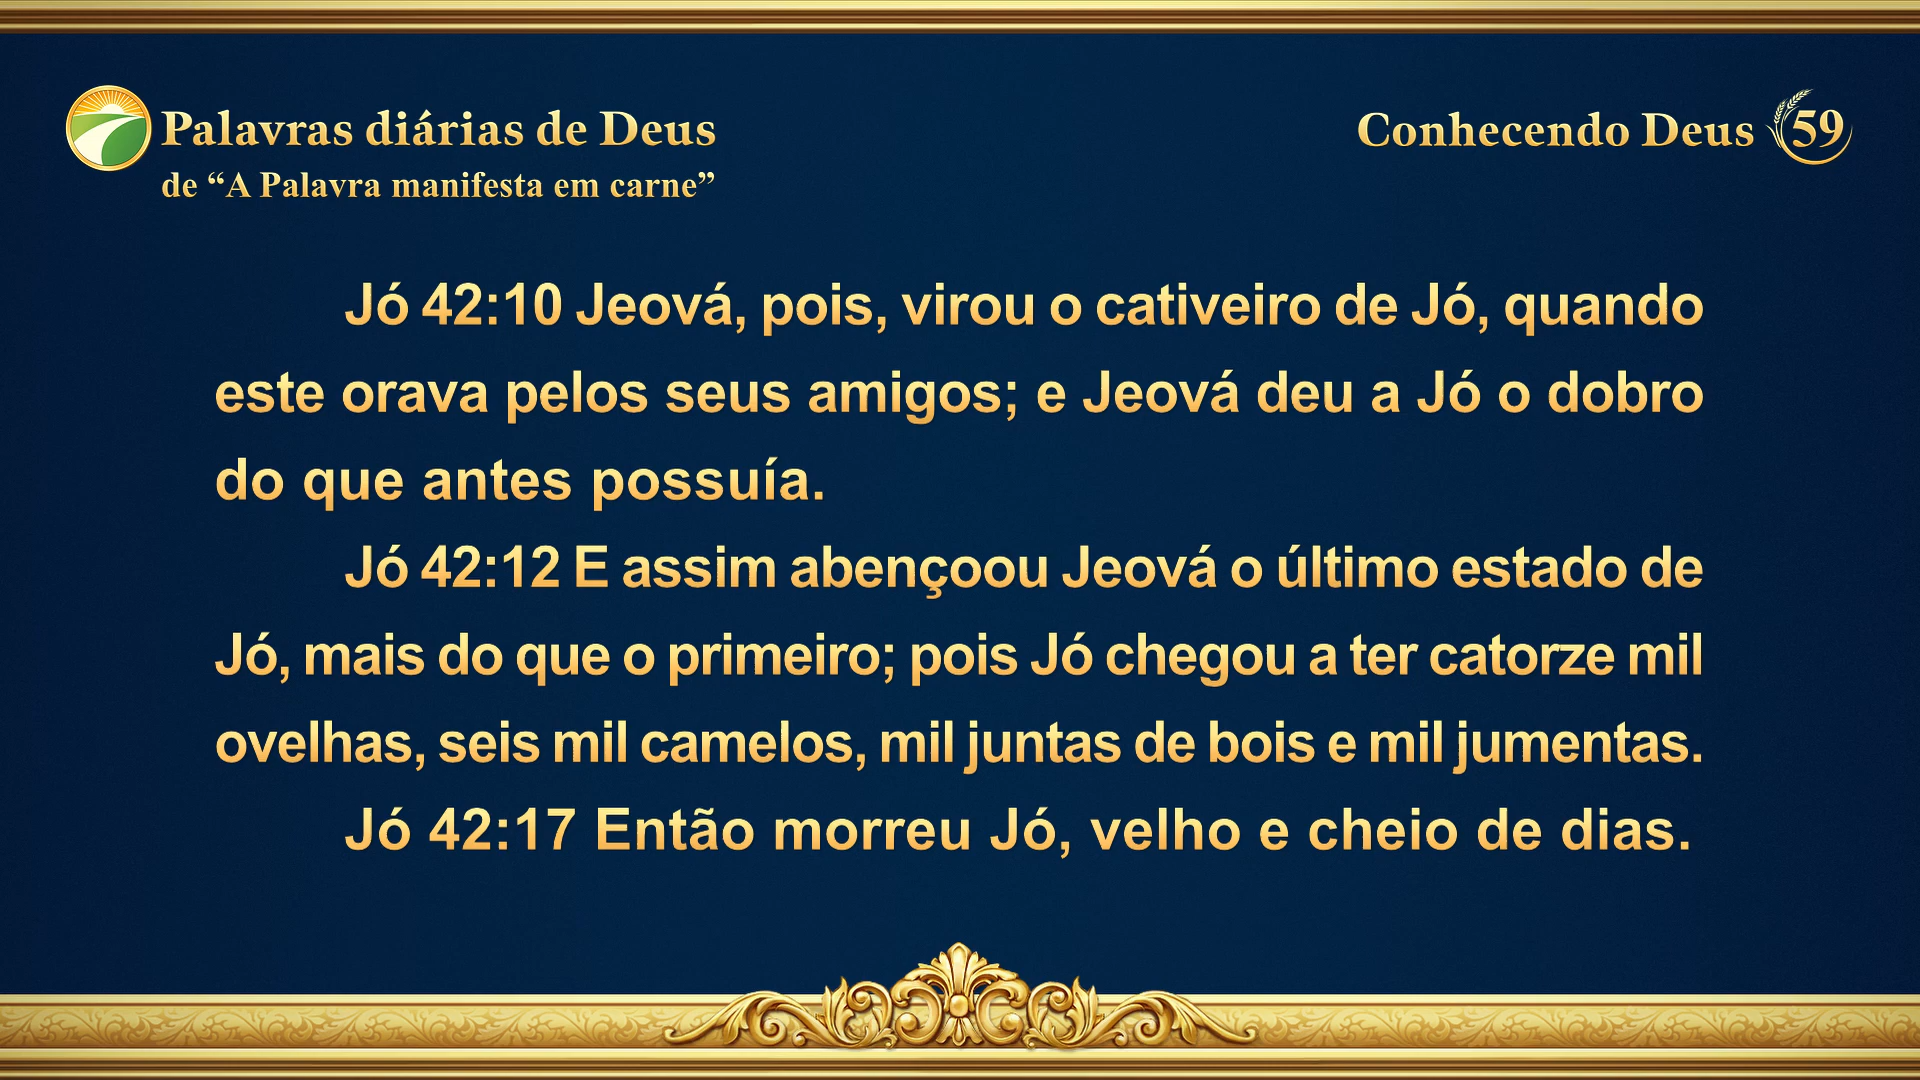 Palavras diárias de Deus
de “A Palavra manifesta em carne”
Conhecendo Deus 59
Jó 42:10 Jeová, pois, virou o cativeiro de Jó, quando
este orava pelos seus amigos; e Jeová deu a Jó o dobro
do que antes possuía.
Jó 42:12 E assim abençoou Jeová o último estado de
Jó, mais do que o primeiro; pois Jó chegou a ter catorze mil
ovelhas, seis mil camelos, mil juntas de bois e mil jumentas.
Jó 42:17 Então morreu Jó, velho e cheio de dias.